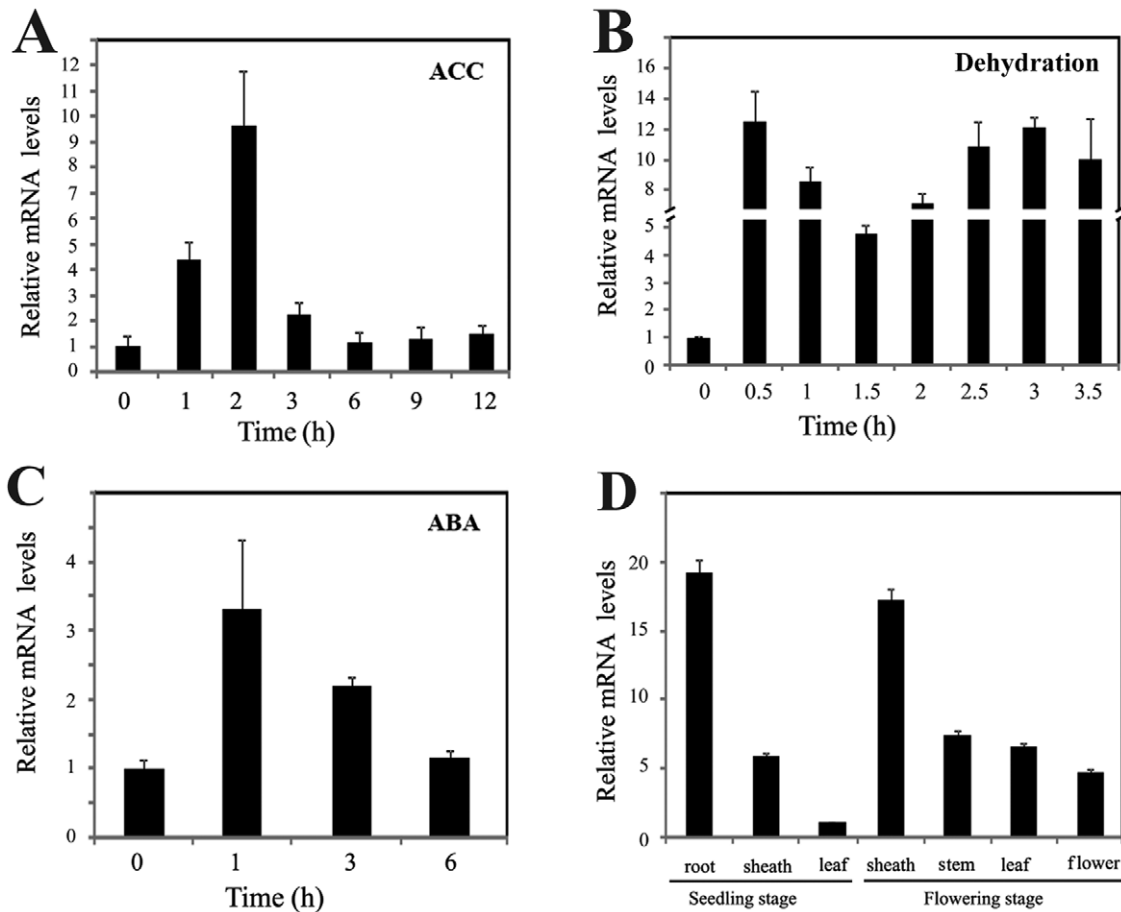 A
ACC
Relative mRNA levels
12
11
10
9
8
7
6
5
4
3
2
1
0
0 1 2 3 6 9 12
Time (h)
B
Dehydration
Relative mRNA levels
16
14
12
10
8
5
4
2
1
0
0 0.5 1 1.5 2 2.5 3 3.5
Time (h)
C
ABA
Relative mRNA levels
4
3
2
1
0
0 1 3 6
D
Relative mRNA levels
20
15
10
5
0
root sheath leaf sheath stem leaf flower
Seedling stage Flowering stage